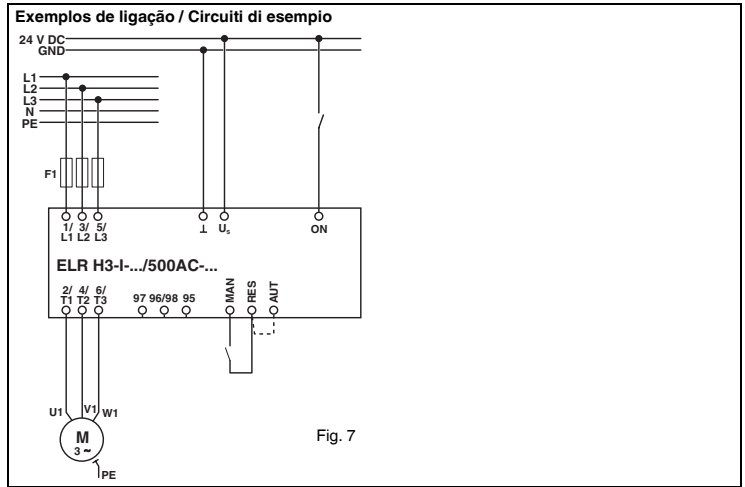 Exemplos de ligação / Circuiti di esempio
24 V DC
GND
L1
L2
L3
N
PE
F1
1/ 3/ 5/
L1 L2 L3
⊥ Us ON
ELR H3-I-.../500AC-...
2/ 4/ 6/
T1 T2 T3
97 96/98 95
MAN RES AUT
U1 V1 W1
M
3 ~
PE
Fig. 7